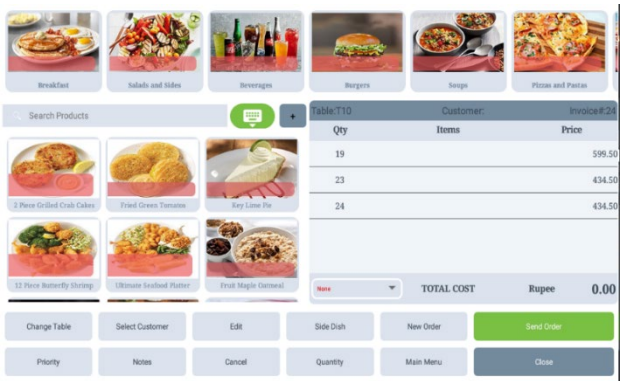 Breakfast
Salads and Sides
Beverages
Burgers
Soups
Pizzas and Pastas
Search Products
+
Table:T10 Customer: Invoice#:24
Qty Items Price
19 599.50
23 434.50
24 434.50
2 Piece Grilled Crab Cakes
Fried Green Tomatoes
Key Lime Pie
12 Piece Butterfly Shrimp
Ultimate Seafood Platter
Fruit Maple Oatmeal
None TOTAL COST Rupee 0.00
Change Table
Select Customer
Edit
Side Dish
New Order
Send Order
Priority
Notes
Cancel
Quantity
Main Menu
Close